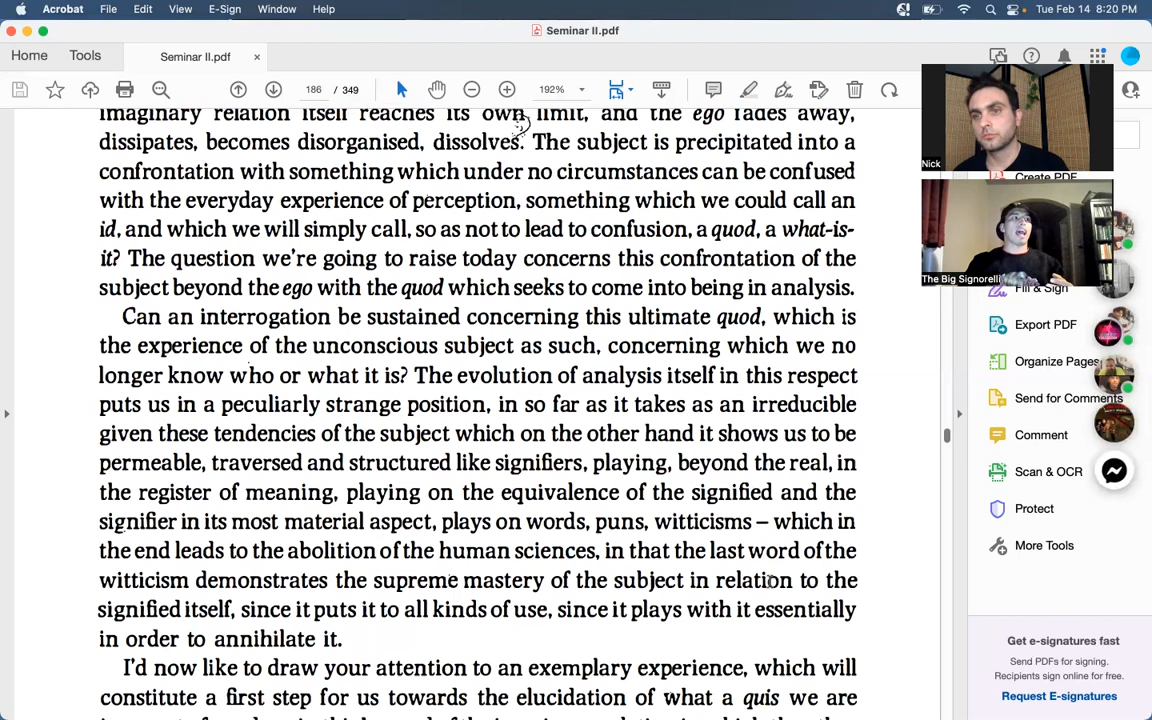 Acrobat File Edit View Window Help Tue Feb 14 8:20 PM
Seminar II.pdf
Home Tools Seminar II.pdf ×
186 / 349 192%
imaginary relation itself reaches its own limit, and the ego fades away,
dissipates, becomes disorganised, dissolves. The subject is precipitated into a
confrontation with something which under no circumstances can be confused
with the everyday experience of perception, something which we could call an
id, and which we will simply call, so as not to lead to confusion, a quod, a what-is-
it? The question we're going to raise today concerns this confrontation of the
subject beyond the ego with the quod which seeks to come into being in analysis.
Can an interrogation be sustained concerning this ultimate quod, which is
the experience of the unconscious subject as such, concerning which we no
longer know who or what it is? The evolution of analysis itself in this respect
puts us in a peculiarly strange position, in so far as it takes as an irreducible
given these tendencies of the subject which on the other hand it shows us to be
permeable, traversed and structured like signifiers, playing, beyond the real, in
the register of meaning, playing on the equivalence of the signified and the
signifier in its most material aspect, plays on words, puns, witticisms – which in
the end leads to the abolition of the human sciences, in that the last word of the
witticism demonstrates the supreme mastery of the subject in relation to the
signified itself, since it puts it to all kinds of use, since it plays with it essentially
in order to annihilate it.
I'd now like to draw your attention to an exemplary experience, which will
constitute a first step for us towards the elucidation of what a quis we are
Nick
The Big Signorelli
Create PDF
Fill & Sign
Export PDF
Organize Pages
Send for Comments
Comment
Scan & OCR
Protect
More Tools
Get e-signatures fast
Send PDFs for signing.
Recipients sign online for free.
Request E-signatures